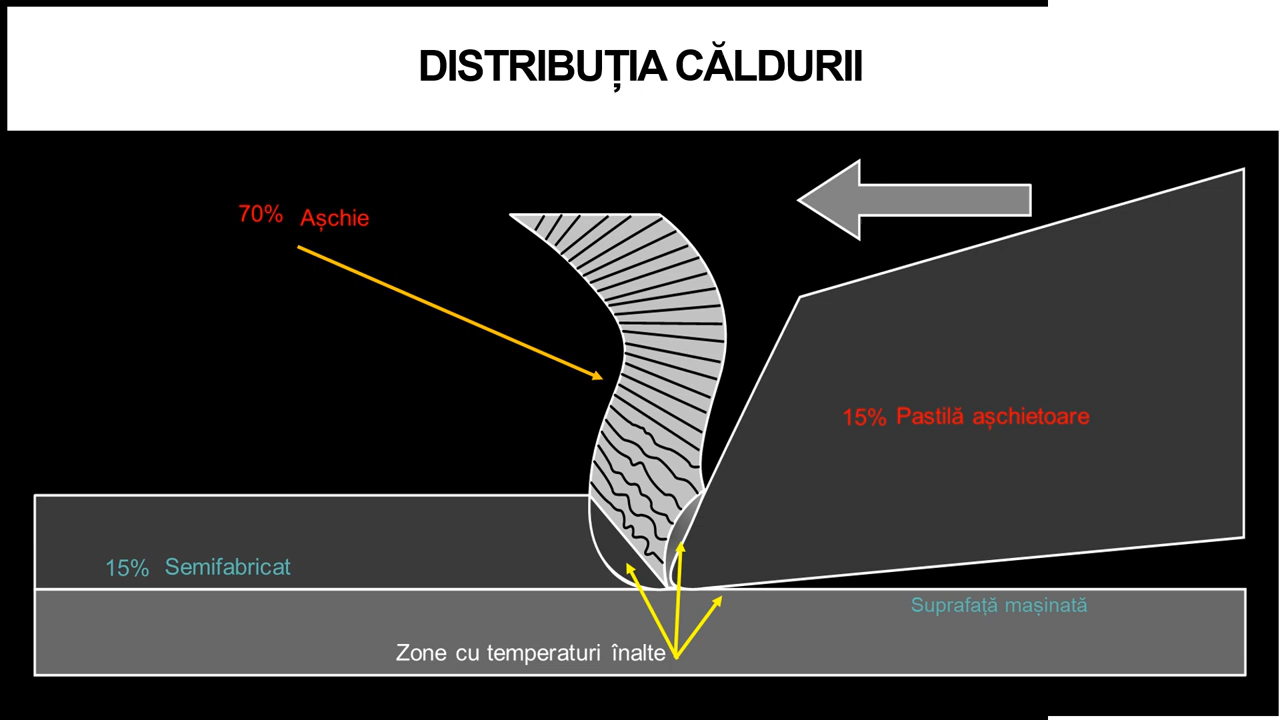 DISTRIBUȚIA CĂLDURII
70% Așchie
15% Pastilă așchietoare
15% Semifabricat
Suprafață mașinată
Zone cu temperaturi înalte